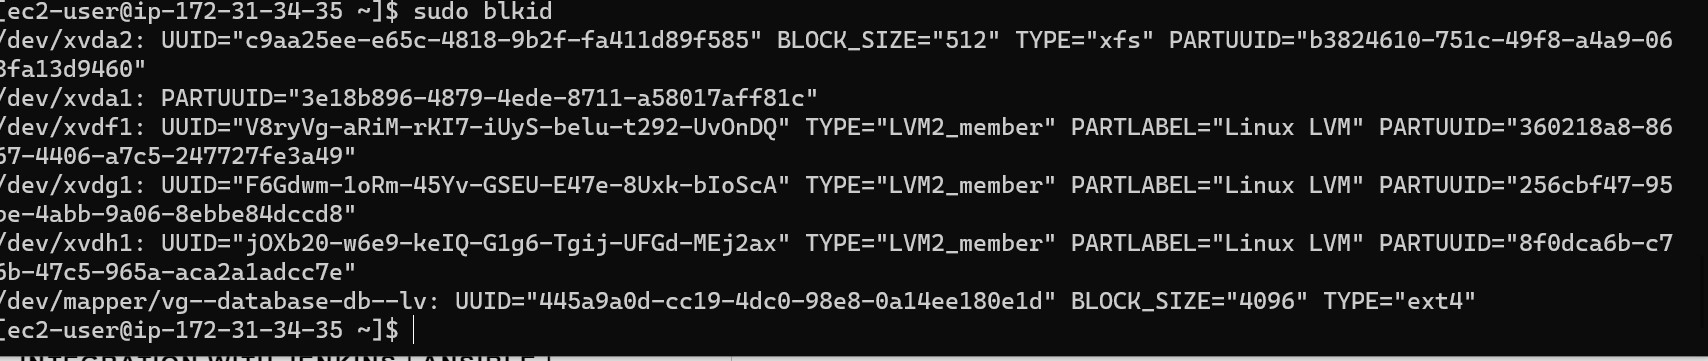 [ec2-user@ip-172-31-34-35 ~]$ sudo blkid
/dev/xvda2: UUID="c9aa25ee-e65c-4818-9b2f-fa411d89f585" BLOCK_SIZE="512" TYPE="xfs" PARTUUID="b3824610-751c-49f8-a4a9-06
3fa13d9460"
/dev/xvda1: PARTUUID="3e18b896-4879-4ede-8711-a58017aff81c"
/dev/xvdf1: UUID="V8ryVg-aRiM-rKI7-iUyS-belu-t292-UvOnDQ" TYPE="LVM2_member" PARTLABEL="Linux LVM" PARTUUID="360218a8-86
67-4406-a7c5-247727fe3a49"
/dev/xvdg1: UUID="F6Gdwm-1oRm-45Yv-GSEU-E47e-8Uxk-bIoScA" TYPE="LVM2_member" PARTLABEL="Linux LVM" PARTUUID="256cbf47-95
be-4abb-9a06-8ebbe84dccd8"
/dev/xvdh1: UUID="jOXb20-w6e9-keIQ-G1g6-Tgij-UFGd-MEj2ax" TYPE="LVM2_member" PARTLABEL="Linux LVM" PARTUUID="8f0dca6b-c7
6b-47c5-965a-aca2a1adcc7e"
/dev/mapper/vg--database-db--lv: UUID="445a9a0d-cc19-4dc0-98e8-0a14ee180e1d" BLOCK_SIZE="4096" TYPE="ext4"
[ec2-user@ip-172-31-34-35 ~]$